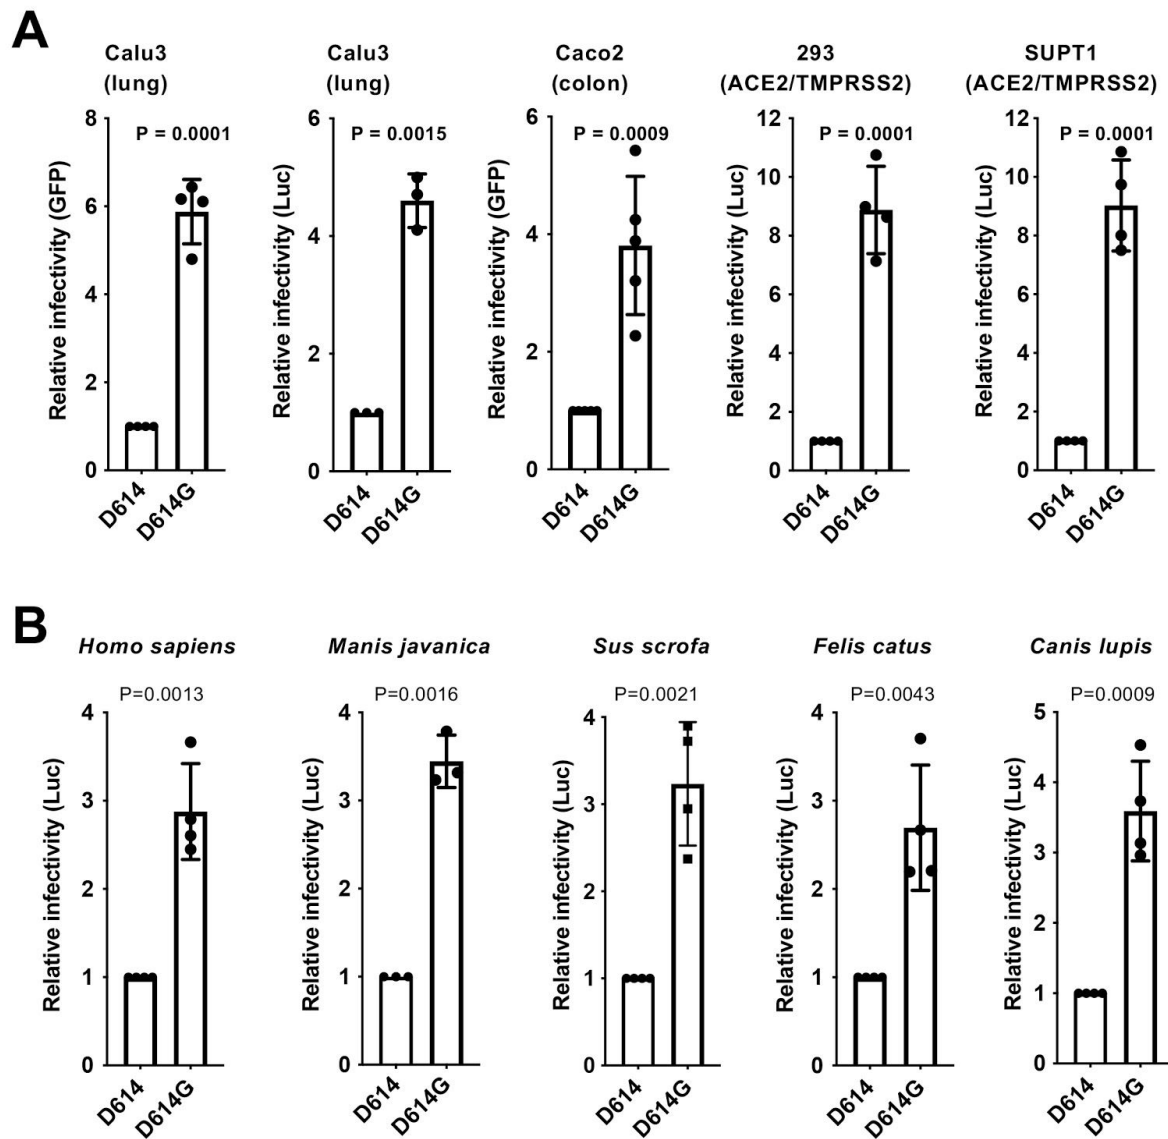 A
Calu3
(lung)
P = 0.0001
Relative infectivity (GFP)
8
6
4
2
0
D614
D614G
Calu3
(lung)
P = 0.0015
Relative infectivity (Luc)
6
4
2
0
D614
D614G
Caco2
(colon)
P = 0.0009
Relative infectivity (GFP)
6
4
2
0
D614
D614G
293
(ACE2/TMPRSS2)
P = 0.0001
Relative infectivity (Luc)
12
10
8
6
4
2
0
D614
D614G
SUPT1
(ACE2/TMPRSS2)
P = 0.0001
Relative infectivity (Luc)
12
10
8
6
4
2
0
D614
D614G
B
Homo sapiens
P=0.0013
Relative infectivity (Luc)
4
3
2
1
0
D614
D614G
Manis javanica
P=0.0016
Relative infectivity (Luc)
4
3
2
1
0
D614
D614G
Sus scrofa
P=0.0021
Relative infectivity (Luc)
4
3
2
1
0
D614
D614G
Felis catus
P=0.0043
Relative infectivity (Luc)
4
3
2
1
0
D614
D614G
Canis lupis
P=0.0009
Relative infectivity (Luc)
5
4
3
2
1
0
D614
D614G